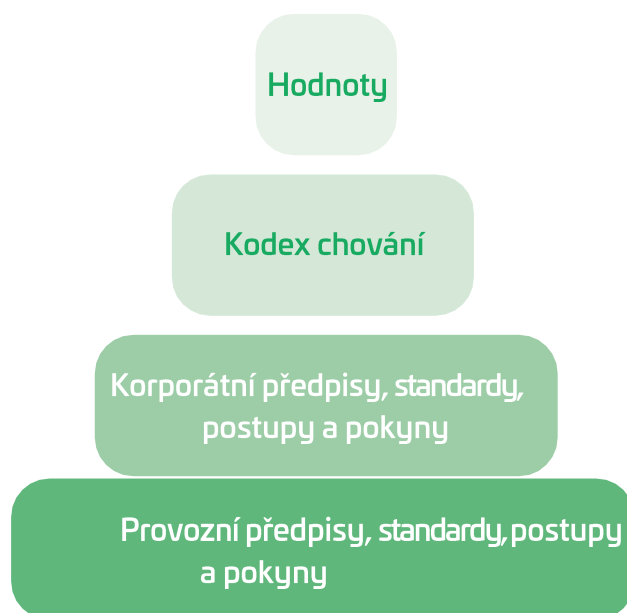 Hodnoty
Kodex chování
Korporátní předpisy, standardy,
postupy a pokyny
Provozní předpisy, standardy, postupy
a pokyny